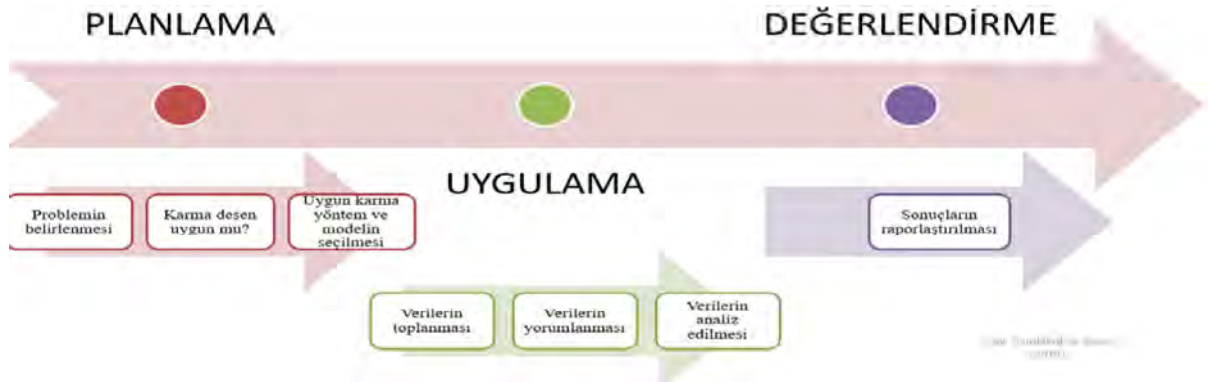 PLANLAMA
DEĞERLENDİRME
UYGULAMA
Problemin
belirlenmesi
Karma desen
uygun mu?
Uygun karma
yöntem ve
modelin
seçilmesi
Verilerin
toplanması
Verilerin
yorumlanması
Verilerin
analiz
edilmesi
Sonuçların
raporlaştırılması